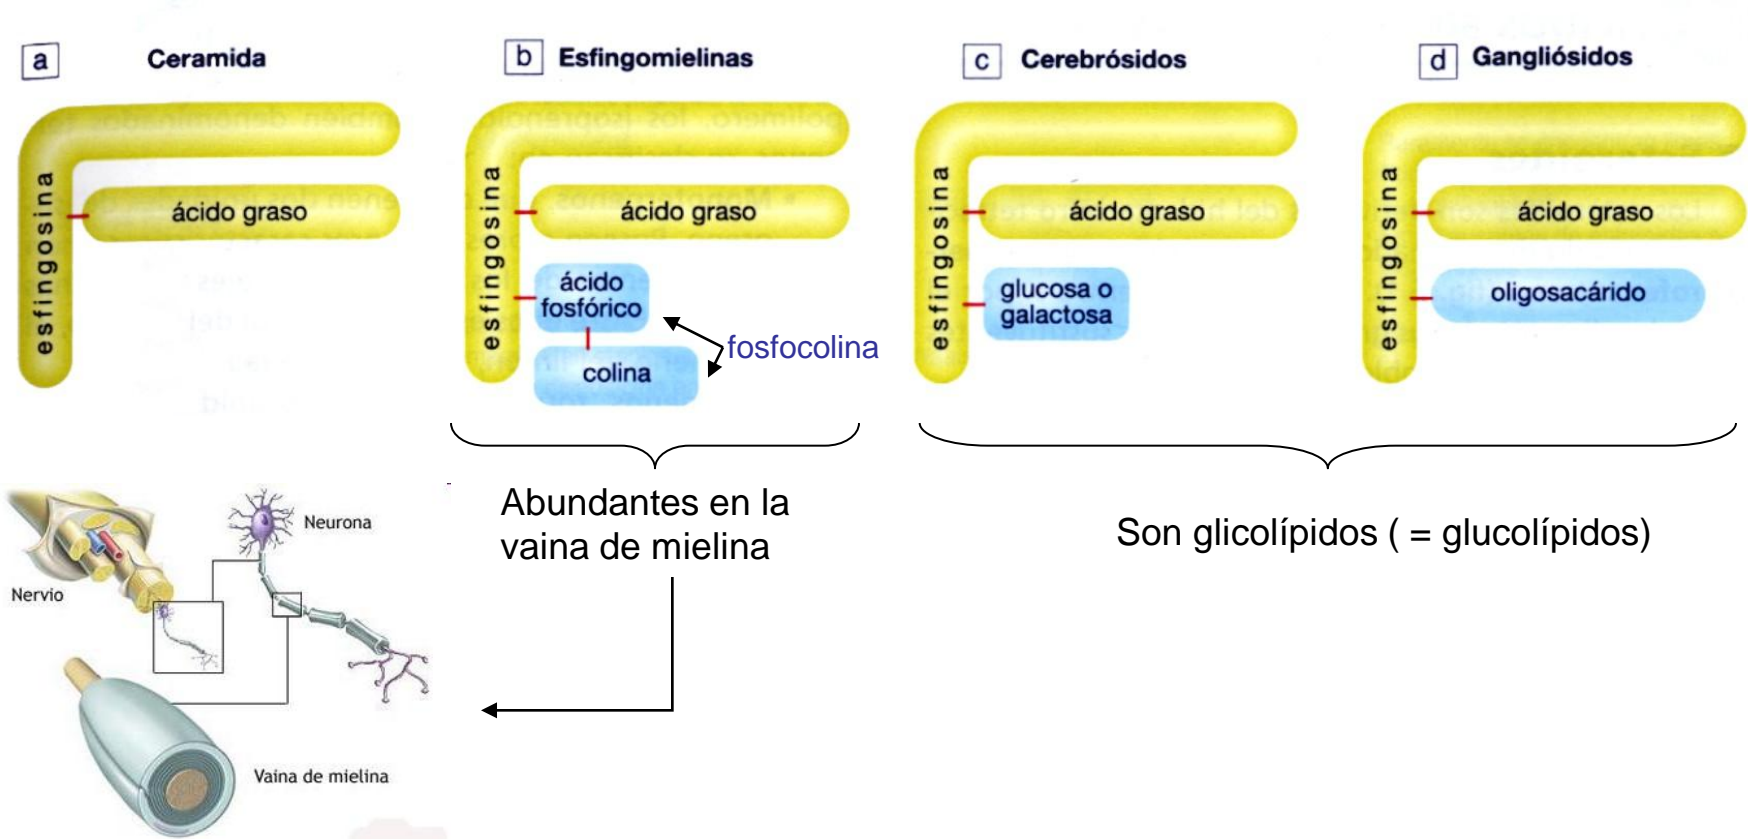 a Ceramida
esfingosina
ácido graso
b Esfingomielinas
esfingosina
ácido graso
ácido
fosfórico
colina
fosfocolina
c Cerebrósidos
esfingosina
ácido graso
glucosa o
galactosa
d Gangliósidos
esfingosina
ácido graso
oligosacárido
Abundantes en la
vaina de mielina
Son glicolípidos ( = glucolípidos)
Neurona
Nervio
Vaina de mielina